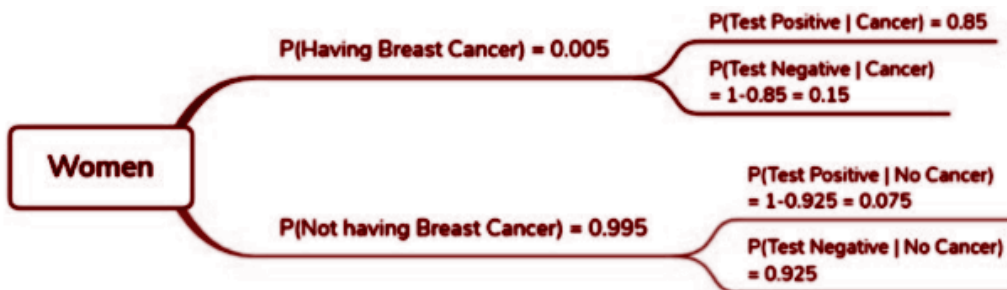 Women
P(Having Breast Cancer) = 0.005
P(Test Positive | Cancer) = 0.85
P(Test Negative | Cancer)
= 1-0.85 = 0.15
P(Not having Breast Cancer) = 0.995
P(Test Positive | No Cancer)
= 1-0.925 = 0.075
P(Test Negative | No Cancer)
= 0.925